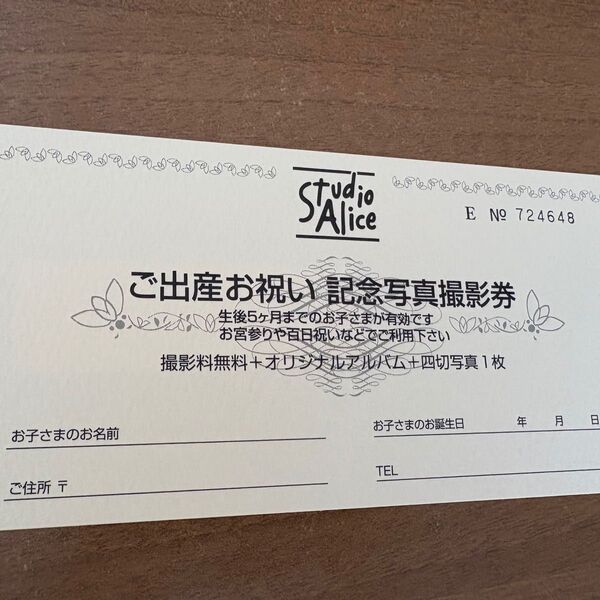 Studio
Alice
E № 724648
ご出産お祝い 記念写真撮影券
生後5ヶ月までのお子さまが有効です
お宮参りや百日祝いなどでご利用下さい
撮影料無料+オリジナルアルバム+四切写真1枚
お子さまのお名前
お子さまのお誕生日 年 月 日
ご住所 〒
TEL